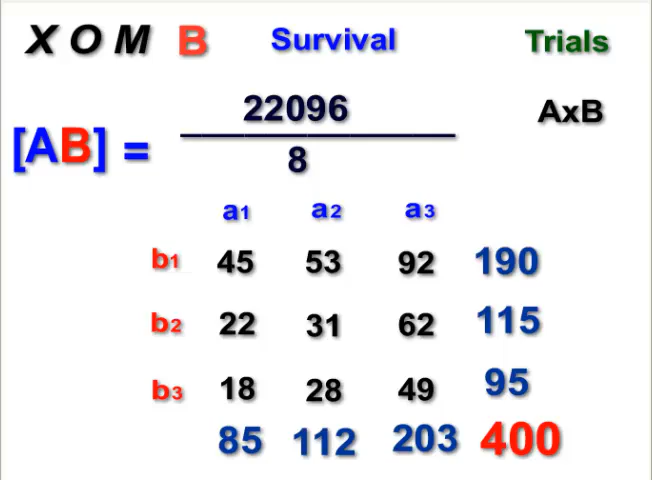 X O M B Survival Trials
22096
[AB] = AxB
8
a1 a2 a3
b1 45 53 92 190
b2 22 31 62 115
b3 18 28 49 95
85 112 203 400